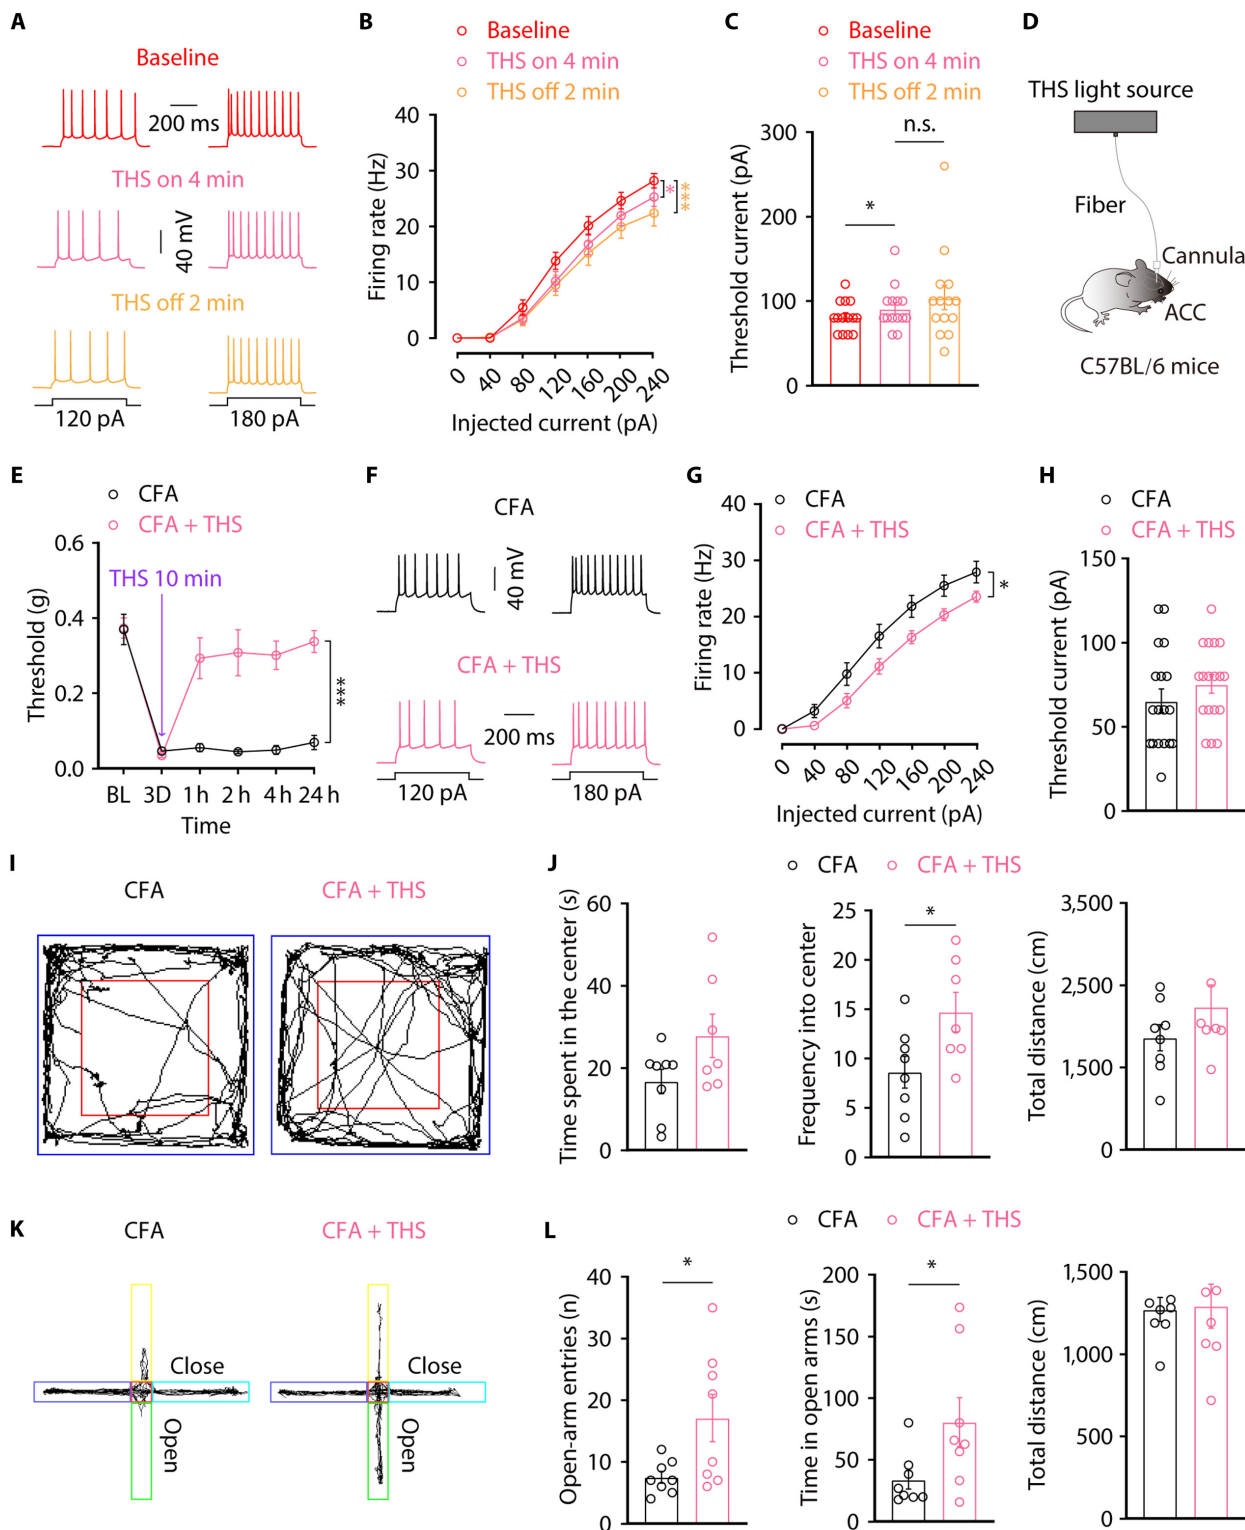 A
Baseline
200 ms
THS on 4 min
40 mV
THS off 2 min
120 pA
180 pA
B
Baseline
THS on 4 min
THS off 2 min
Firing rate (Hz)
40
30
20
10
0
*
***
0
40
80
120
160
200
240
Injected current (pA)
C
Baseline
THS on 4 min
THS off 2 min
Threshold current (pA)
300
200
100
0
*
n.s.
D
THS light source
Fiber
Cannula
ACC
C57BL/6 mice
E
CFA
CFA + THS
Threshold (g)
0.6
0.4
0.2
0.0
THS 10 min
***
BL
3D
1 h
2 h
4 h
24 h
Time
F
CFA
40 mV
CFA + THS
200 ms
120 pA
180 pA
G
CFA
CFA + THS
Firing rate (Hz)
40
30
20
10
0
*
0
40
80
120
160
200
240
Injected current (pA)
H
CFA
CFA + THS
Threshold current (pA)
150
100
50
0
I
CFA
CFA + THS
J
CFA
CFA + THS
Time spent in the center (s)
60
40
20
0
Frequency into center
25
20
15
10
5
0
*
Total distance (cm)
3,500
2,500
1,500
0
K
CFA
CFA + THS
Close
Open
Close
Open
L
CFA
CFA + THS
Open-arm entries (n)
40
30
20
10
0
*
Time in open arms (s)
200
150
100
50
0
*
Total distance (cm)
1,500
1,000
500
0